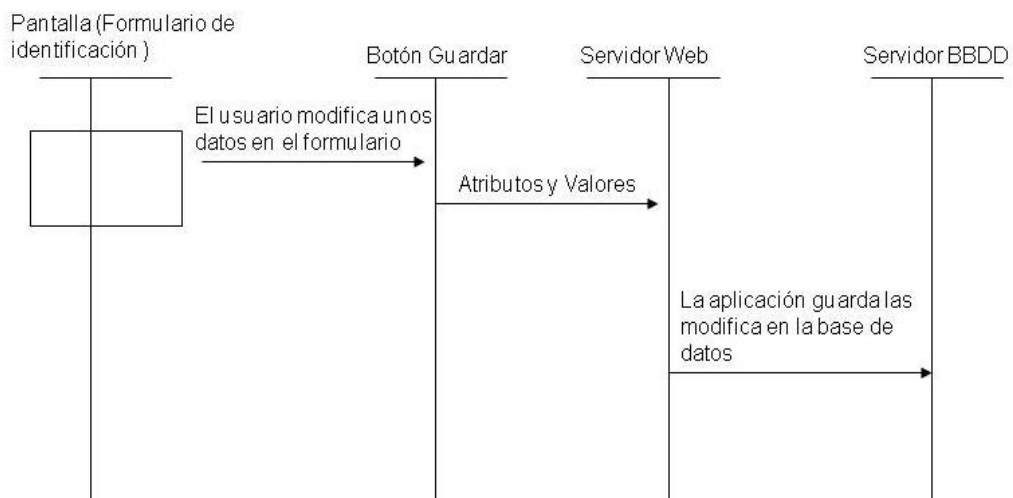 Pantalla (Formulario de
identificación )
Botón Guardar
Servidor Web
Servidor BBDD
El usuario modifica unos
datos en el formulario
Atributos y Valores
La aplicación guarda las
modifica en la base de
datos